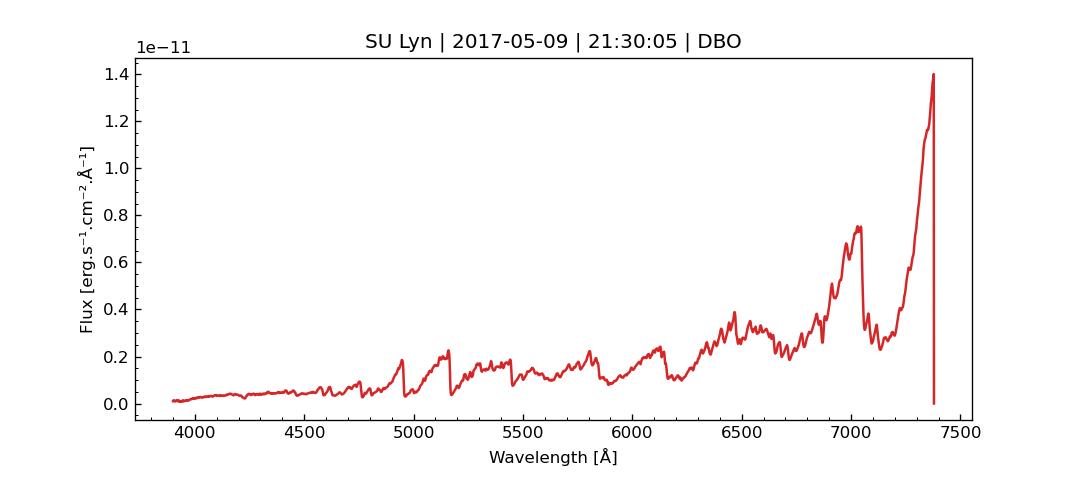 SU Lyn | 2017-05-09 | 21:30:05 | DBO
1e−11
1.4
1.2
1.0
0.8
0.6
0.4
0.2
0.0
Flux [erg.s⁻¹.cm⁻².Å⁻¹]
4000 4500 5000 5500 6000 6500 7000 7500
Wavelength [Å]